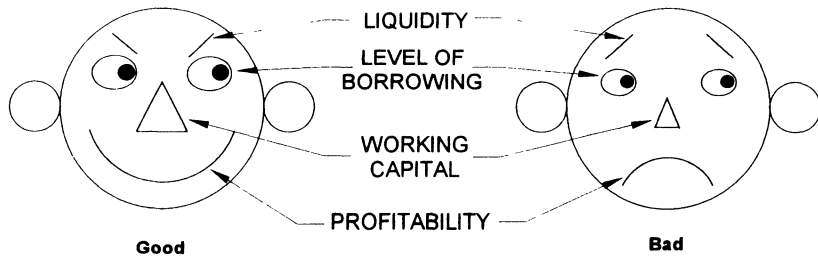 LIQUIDITY
LEVEL OF
BORROWING
WORKING
CAPITAL
PROFITABILITY
Good
Bad